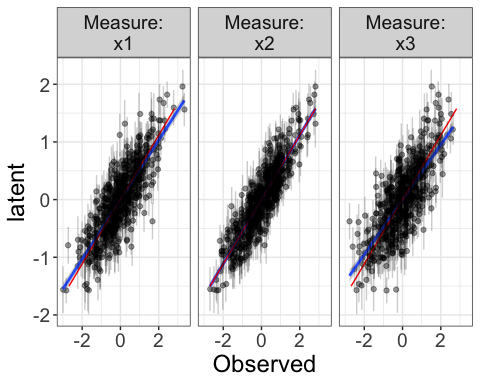 Measure: Measure: Measure:
x1 x2 x3
2
1
0
-1
-2
-2 0 2 -2 0 2 -2 0 2
latent
Observed